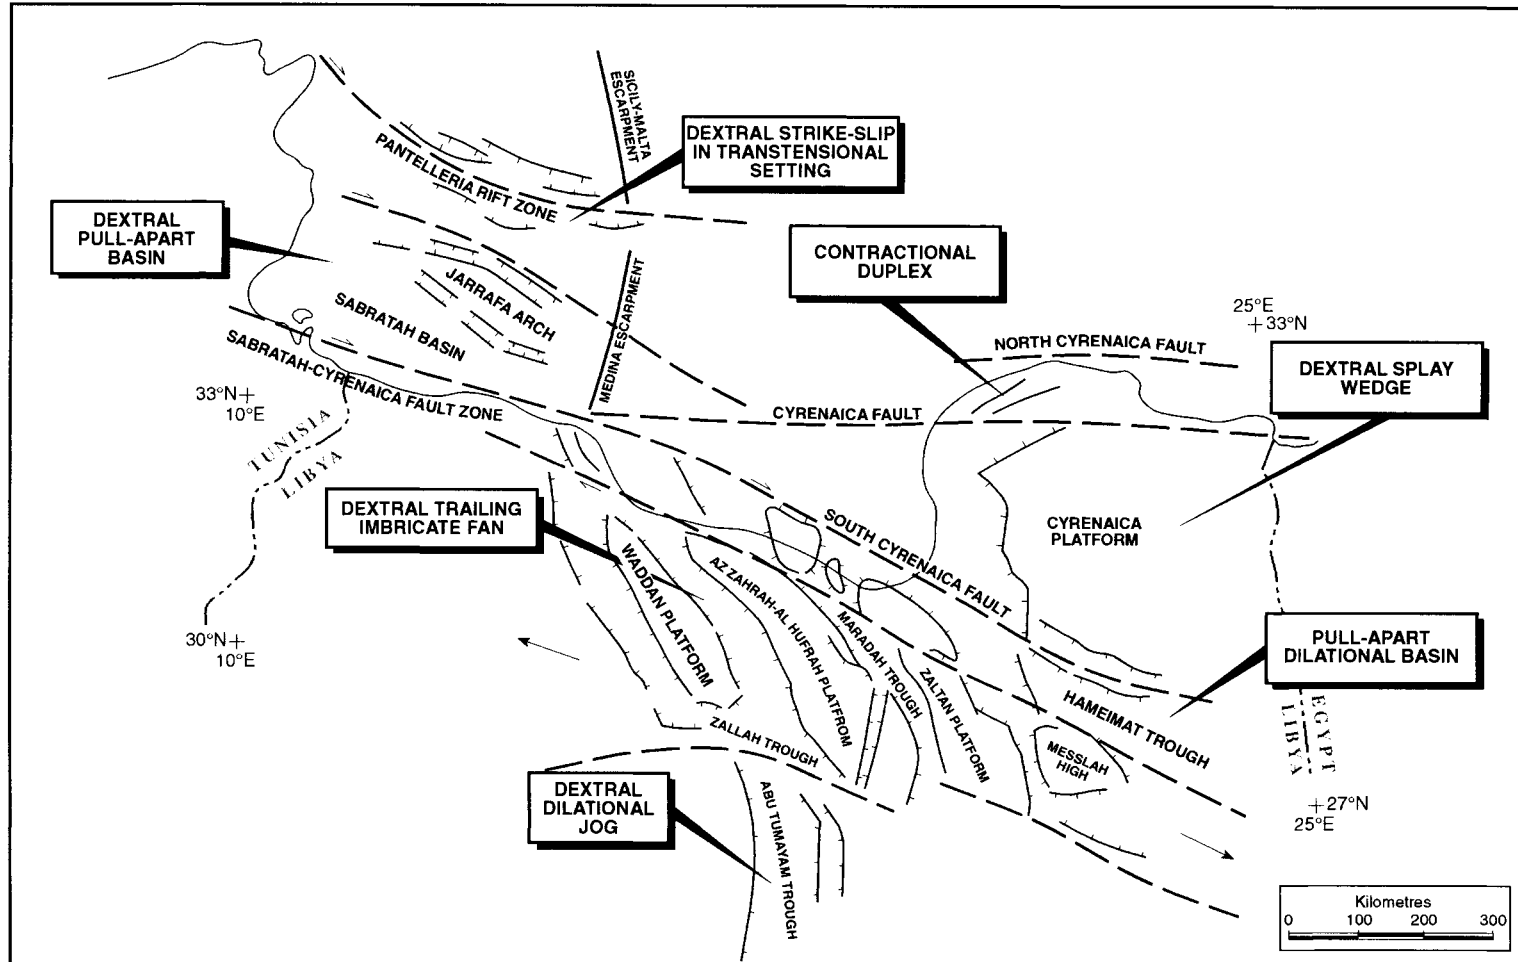 SICILY-MALTA
ESCARPMENT
DEXTRAL STRIKE-SLIP
IN TRANSTENSIONAL
SETTING
PANTELLERIA RIFT ZONE
DEXTRAL
PULL-APART
BASIN
CONTRACTIONAL
DUPLEX
JARRAFA ARCH
SABRATAH BASIN
MEDINA ESCARPMENT
25°E
+33°N
NORTH CYRENAICA FAULT
SABRATAH-CYRENAICA FAULT ZONE
DEXTRAL SPLAY
WEDGE
33°N+
10°E
CYRENAICA FAULT
TUNISIA
LIBYA
DEXTRAL TRAILING
IMBRICATE FAN
SOUTH CYRENAICA FAULT
CYRENAICA
PLATFORM
WADDAN PLATFORM
AZ ZAHRAH-AL HUFRAH PLATFROM
MARADAH TROUGH
ZALTAN PLATFORM
30°N+
10°E
PULL-APART
DILATIONAL BASIN
HAMEIMAT TROUGH
MESSLAH
HIGH
EGYPT
LIBYA
ZALLAH TROUGH
DEXTRAL
DILATIONAL
JOG
ABU TUMAYAM TROUGH
+27°N
25°E
Kilometres
0 100 200 300